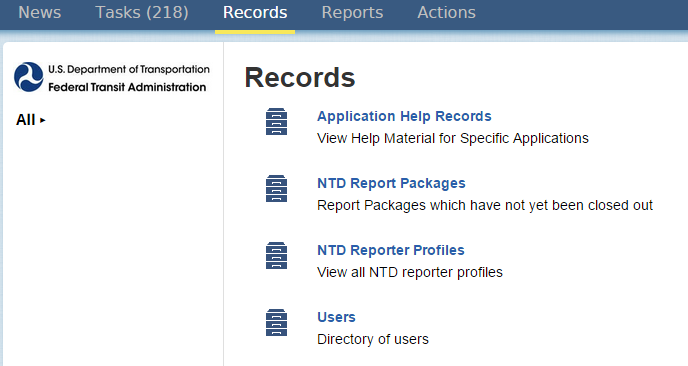 News Tasks (218) Records Reports Actions
U.S. Department of Transportation
Federal Transit Administration
All ▸
Records
Application Help Records
View Help Material for Specific Applications
NTD Report Packages
Report Packages which have not yet been closed out
NTD Reporter Profiles
View all NTD reporter profiles
Users
Directory of users